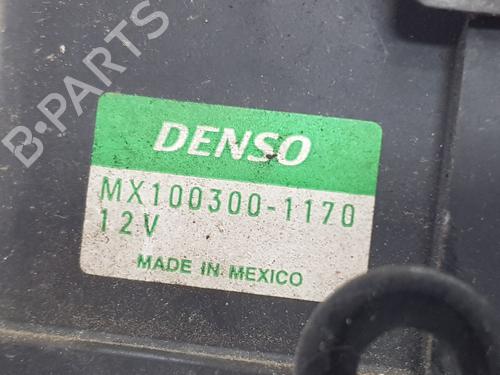 B-PARTS
DENSO
MX100300-1170
12V
MADE IN MEXICO